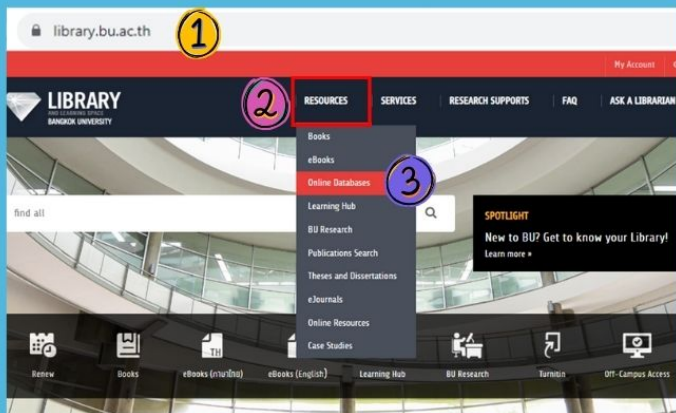 library.bu.ac.th
1
My Account
LIBRARY
AND LEARNING SPACE
BANGKOK UNIVERSITY
2
RESOURCES
SERVICES
RESEARCH SUPPORTS
FAQ
ASK A LIBRARIAN
Books
eBooks
Online Databases
3
Learning Hub
BU Research
Publications Search
Theses and Dissertations
eJournals
Online Resources
Case Studies
find all
SPOTLIGHT
New to BU? Get to know your Library!
Learn more »
TH
Renew
Books
eBooks (ภาษาไทย)
eBooks (English)
Learning Hub
BU Research
Turnitin
Off-Campus Access